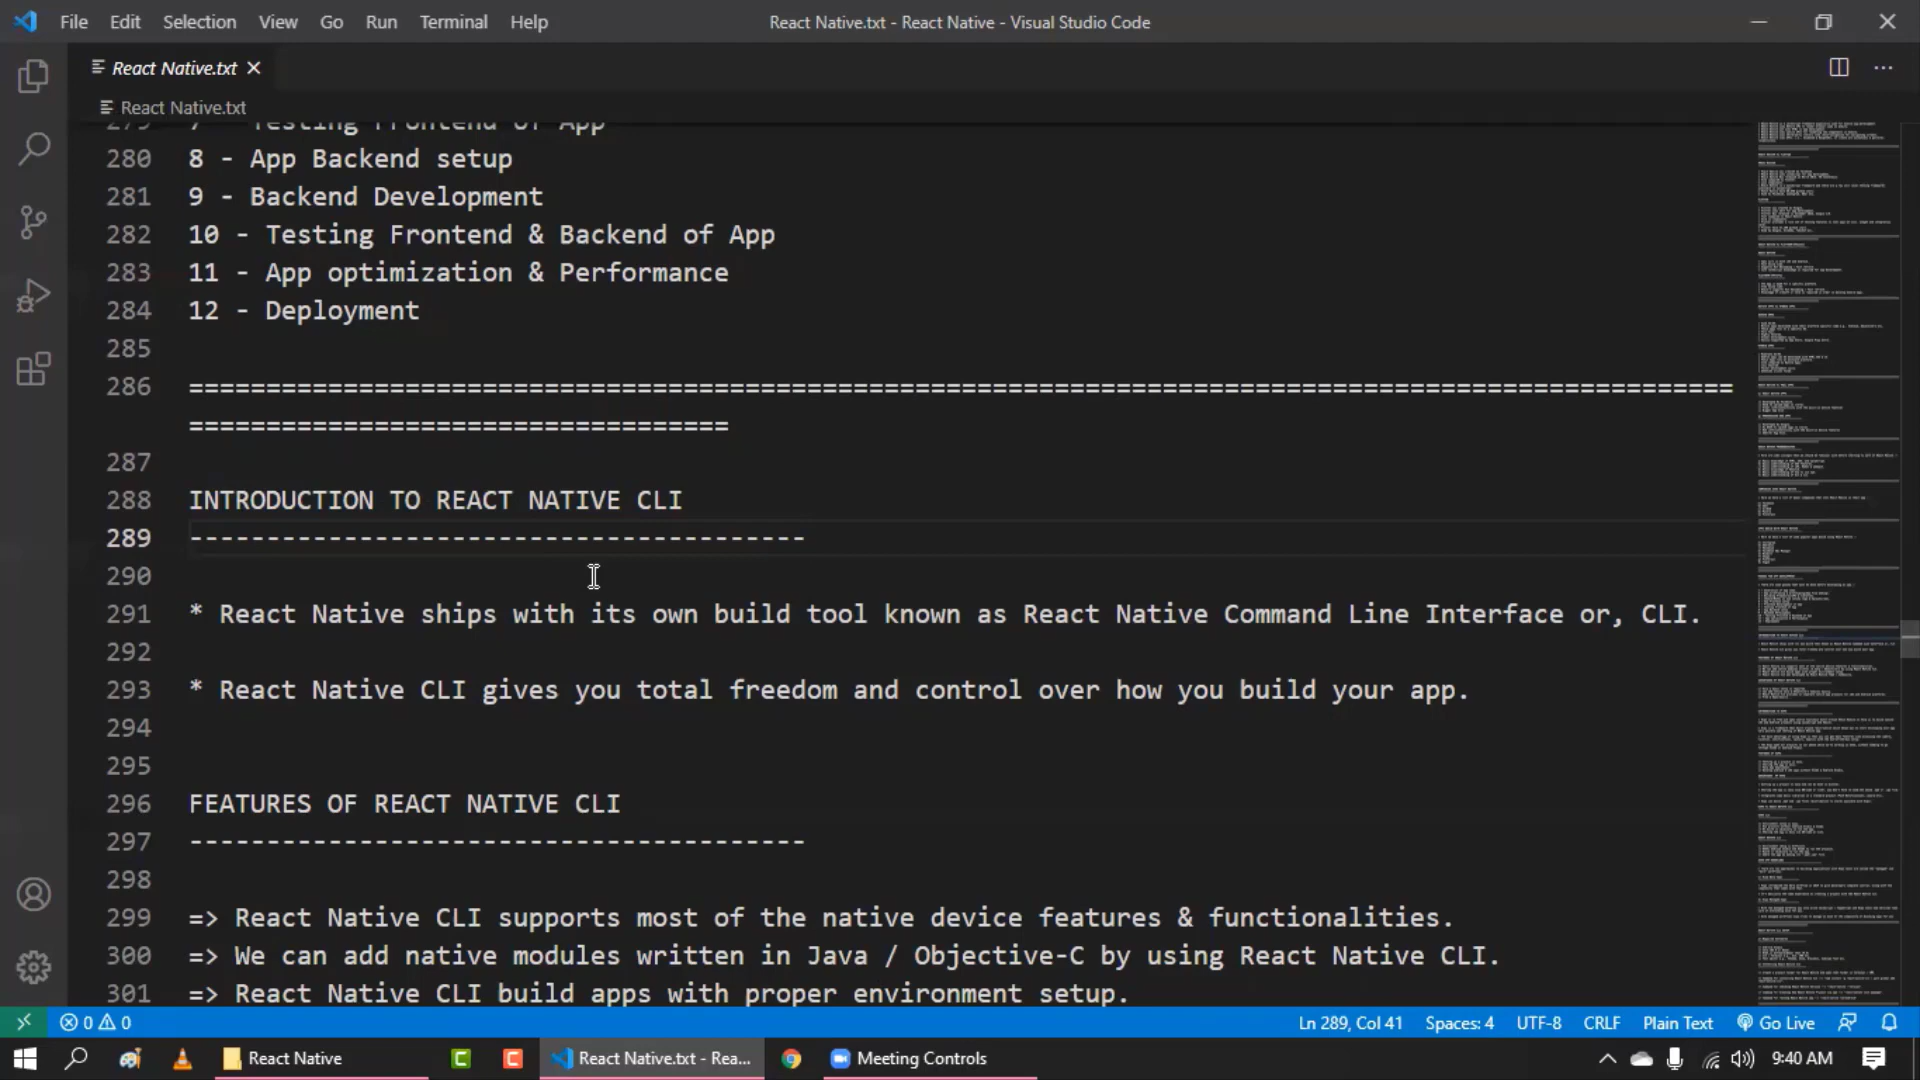 File Edit Selection View Go Run Terminal Help React Native.txt - React Native - Visual Studio Code
React Native.txt
React Native.txt
279 7 - Testing Frontend of App
280 8 - App Backend setup
281 9 - Backend Development
282 10 - Testing Frontend & Backend of App
283 11 - App optimization & Performance
284 12 - Deployment
285
286 ====================================================================================================
===================================
287
288 INTRODUCTION TO REACT NATIVE CLI
289 ----------------------------------------
290
291 * React Native ships with its own build tool known as React Native Command Line Interface or, CLI.
292
293 * React Native CLI gives you total freedom and control over how you build your app.
294
295
296 FEATURES OF REACT NATIVE CLI
297 ----------------------------------------
298
299 => React Native CLI supports most of the native device features & functionalities.
300 => We can add native modules written in Java / Objective-C by using React Native CLI.
301 => React Native CLI build apps with proper environment setup.
0 0 Ln 289, Col 41 Spaces: 4 UTF-8 CRLF Plain Text Go Live
React Native React Native.txt - Rea... Meeting Controls 9:40 AM